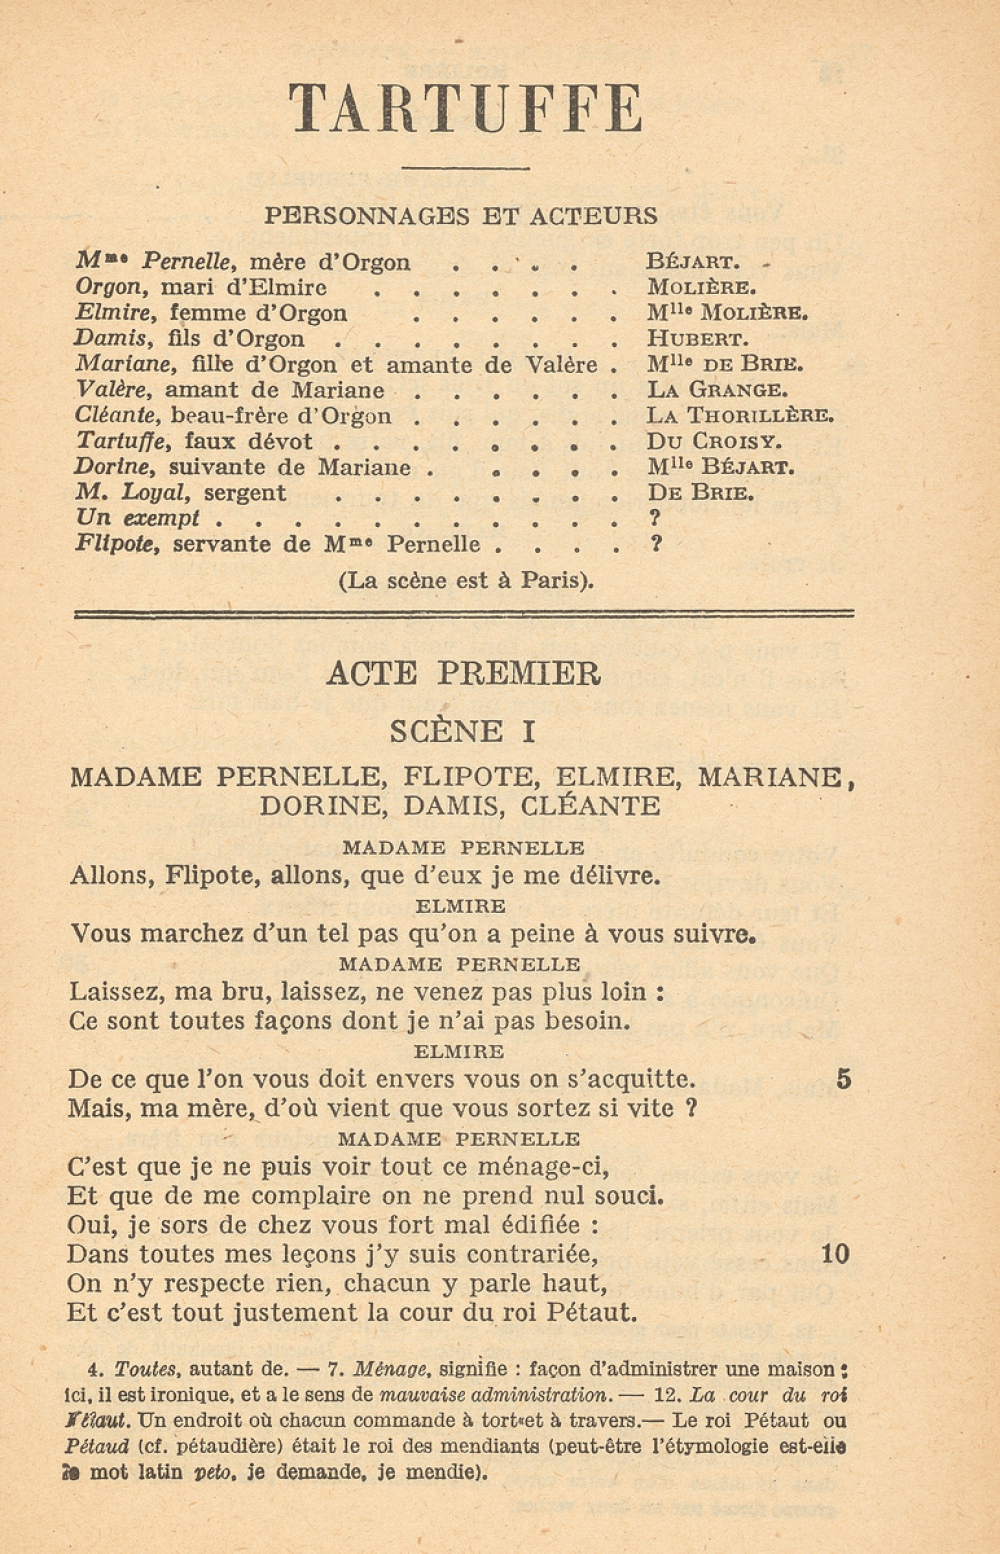 TARTUFFE
PERSONNAGES ET ACTEURS
Mme Pernelle, mère d'Orgon . . . . BÉJART.
Orgon, mari d'Elmire . . . . . . . MOLIÈRE.
Elmire, femme d'Orgon . . . . . . Mlle MOLIÈRE.
Damis, fils d'Orgon . . . . . . . . HUBERT.
Mariane, fille d'Orgon et amante de Valère . Mlle DE BRIE.
Valère, amant de Mariane . . . . . . LA GRANGE.
Cléante, beau-frère d'Orgon . . . . . . LA THORILLÈRE.
Tartuffe, faux dévot . . . . . . . . DU CROISY.
Dorine, suivante de Mariane . . . . . Mlle BÉJART.
M. Loyal, sergent . . . . . . . . DE BRIE.
Un exempt . . . . . . . . . . . ?
Flipote, servante de Mme Pernelle . . . . ?
(La scène est à Paris).
ACTE PREMIER
SCÈNE I
MADAME PERNELLE, FLIPOTE, ELMIRE, MARIANE,
DORINE, DAMIS, CLÉANTE
MADAME PERNELLE
Allons, Flipote, allons, que d'eux je me délivre.
ELMIRE
Vous marchez d'un tel pas qu'on a peine à vous suivre.
MADAME PERNELLE
Laissez, ma bru, laissez, ne venez pas plus loin :
Ce sont toutes façons dont je n'ai pas besoin.
ELMIRE
De ce que l'on vous doit envers vous on s'acquitte. 5
Mais, ma mère, d'où vient que vous sortez si vite ?
MADAME PERNELLE
C'est que je ne puis voir tout ce ménage-ci,
Et que de me complaire on ne prend nul souci.
Oui, je sors de chez vous fort mal édifiée :
Dans toutes mes leçons j'y suis contrariée, 10
On n'y respecte rien, chacun y parle haut,
Et c'est tout justement la cour du roi Pétaut.
4. Toutes, autant de. — 7. Ménage, signifie : façon d'administrer une maison ;
ici, il est ironique, et a le sens de mauvaise administration. — 12. La cour du roi
Pétaut. Un endroit où chacun commande à tort et à travers.— Le roi Pétaut ou
Pétaud (cf. pétaudière) était le roi des mendiants (peut-être l'étymologie est-elle
le mot latin peto, je demande, je mendie).